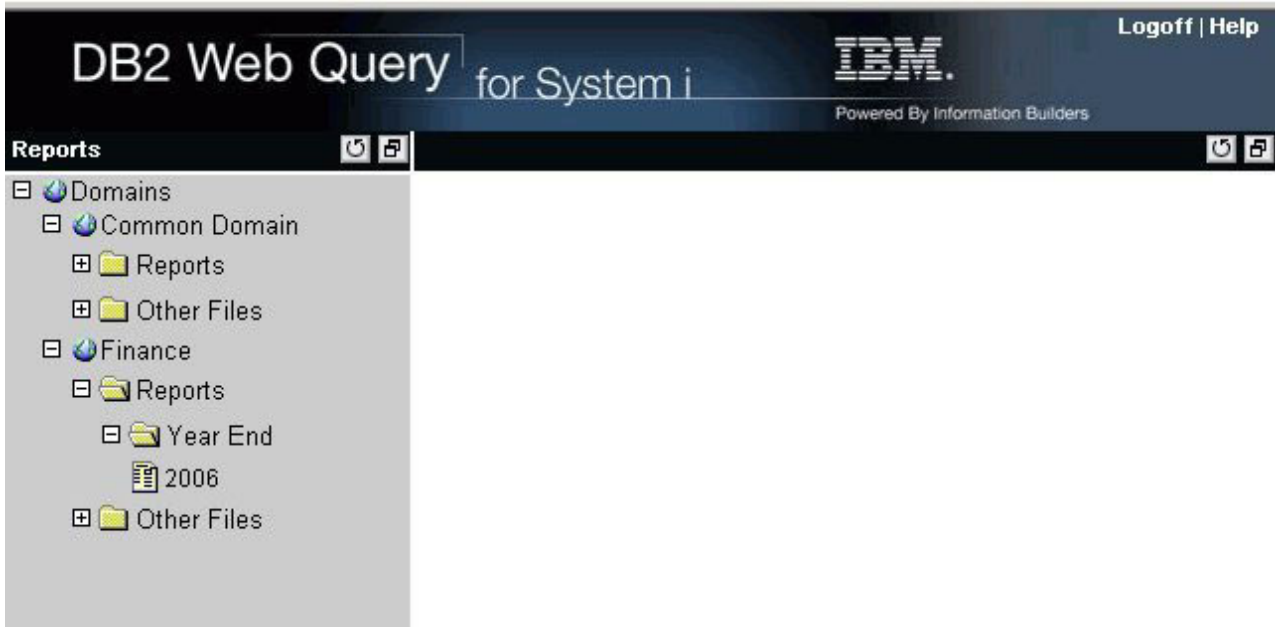 Logoff | Help
DB2 Web Query for System i
IBM.
Powered By Information Builders
Reports
Domains
Common Domain
Reports
Other Files
Finance
Reports
Year End
2006
Other Files